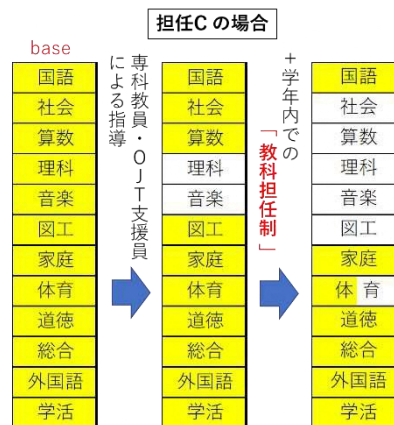 担任C の場合
base
国語
社会
算数
理科
音楽
図工
家庭
体育
道徳
総合
外国語
学活
専科教員・OJT支援員
による指導
国語
社会
算数
理科
音楽
図工
家庭
体育
道徳
総合
外国語
学活
+学年内での
「教科担任制」
国語
社会
算数
理科
音楽
図工
家庭
体 育
道徳
総合
外国語
学活